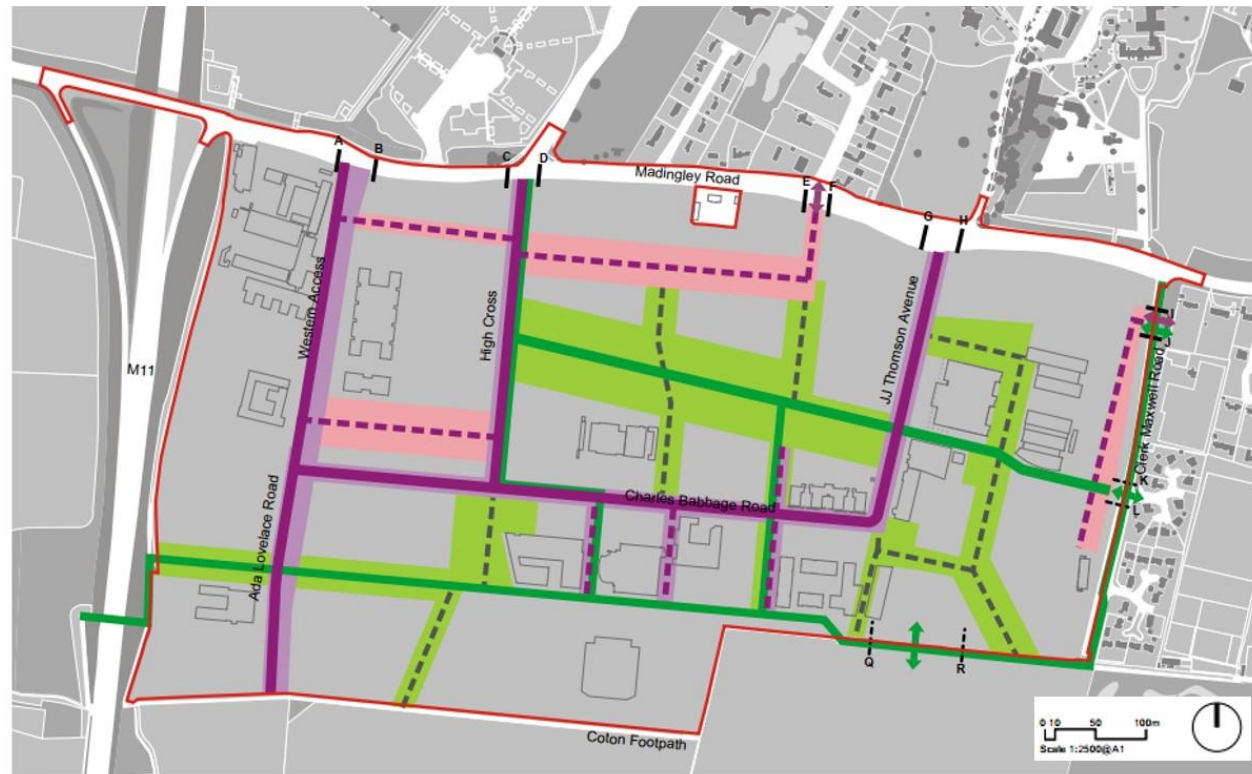 A
B
C
D
Madingley Road
E
F
G
H
I
J
Western Access
High Cross
JJ Thomson Avenue
M11
Clerk Maxwell Road
K
L
Charles Babbage Road
Ada Lovelace Road
Q
R
Coton Footpath
0 10 50 100m
Scale 1:2500@A1